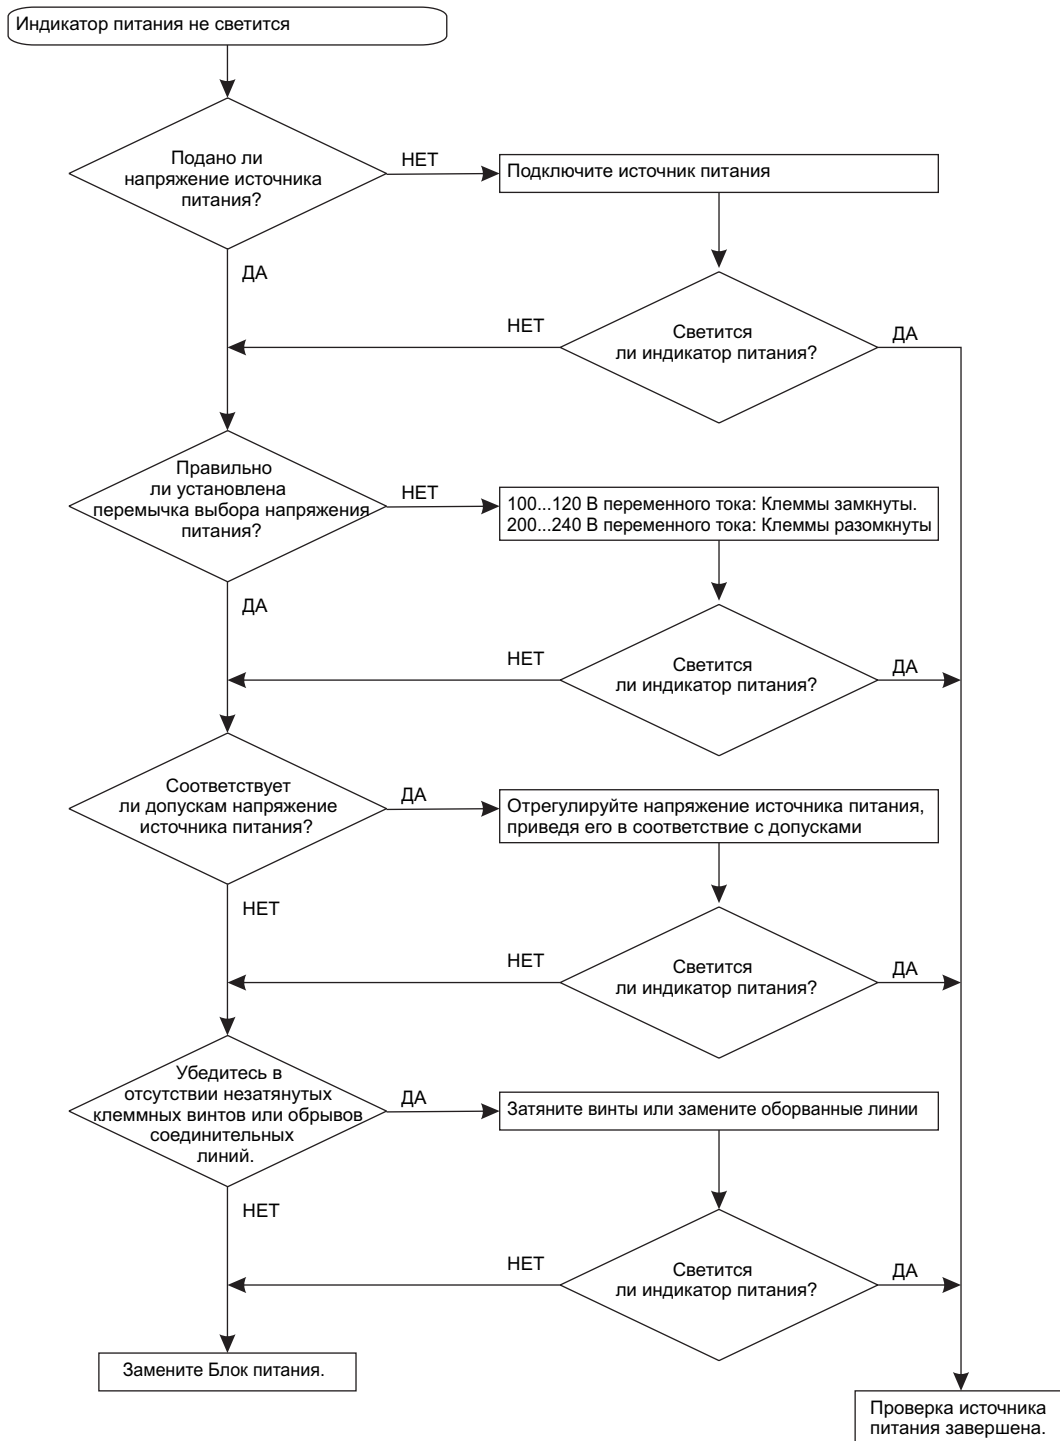 Индикатор питания не светится
Подано ли
напряжение источника
питания?
НЕТ
Подключите источник питания
ДА
Светится
ли индикатор питания?
НЕТ
ДА
Правильно
ли установлена
перемычка выбора напряжения
питания?
НЕТ
100...120 В переменного тока: Клеммы замкнуты.
200...240 В переменного тока: Клеммы разомкнуты
ДА
Светится
ли индикатор питания?
НЕТ
ДА
Соответствует
ли допускам напряжение
источника питания?
ДА
Отрегулируйте напряжение источника питания,
приведя его в соответствие с допусками
НЕТ
Светится
ли индикатор питания?
НЕТ
ДА
Убедитесь в
отсутствии незатянутых
клеммных винтов или обрывов
соединительных
линий.
ДА
Затяните винты или замените оборванные линии
НЕТ
Светится
ли индикатор питания?
НЕТ
ДА
Замените Блок питания.
Проверка источника
питания завершена.